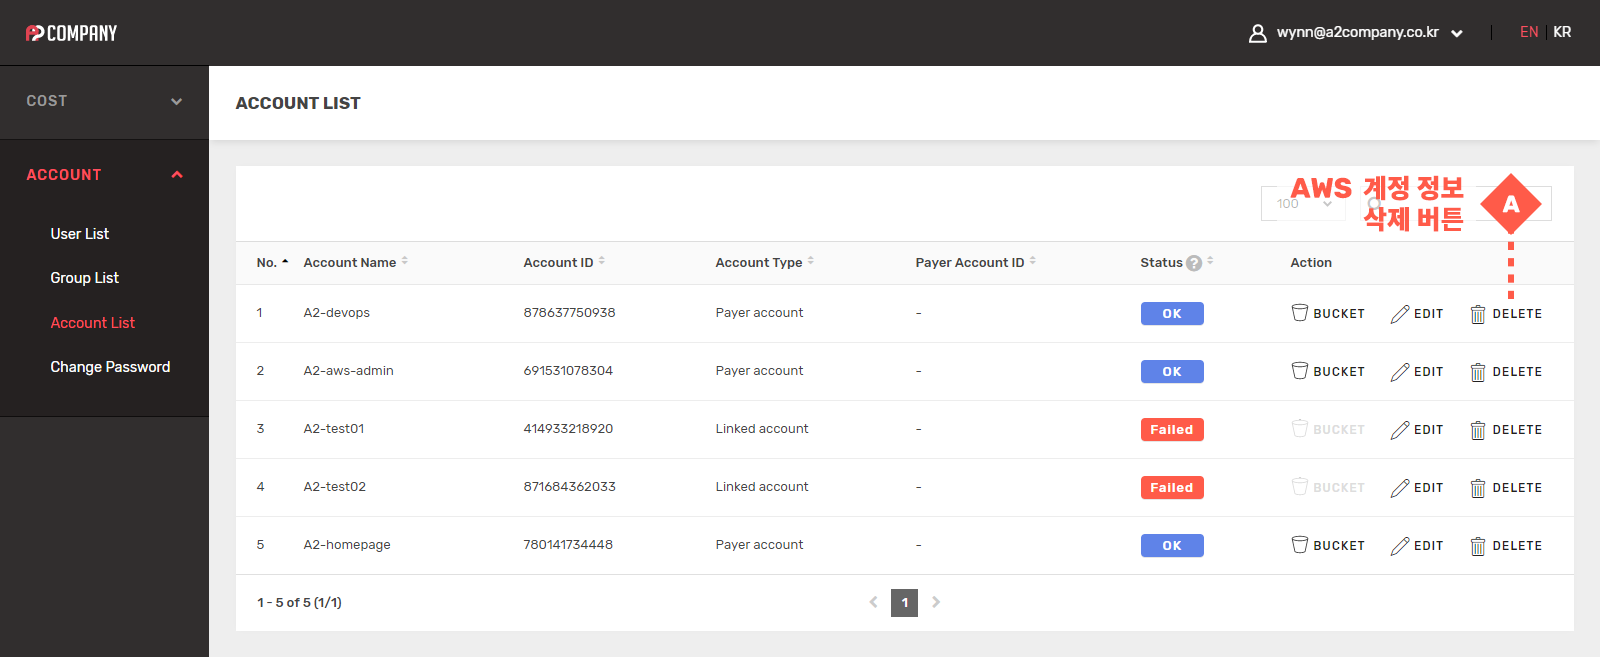 A2 COMPANY
wynn@a2company.co.kr
EN KR
COST
ACCOUNT
User List
Group List
Account List
Change Password
ACCOUNT LIST
100
AWS 계정 정보
삭제 버튼
A
No. Account Name Account ID Account Type Payer Account ID Status ? Action
1 A2-devops 878637750938 Payer account - OK BUCKET EDIT DELETE
2 A2-aws-admin 691531078304 Payer account - OK BUCKET EDIT DELETE
3 A2-test01 414933218920 Linked account - Failed BUCKET EDIT DELETE
4 A2-test02 871684362033 Linked account - Failed BUCKET EDIT DELETE
5 A2-homepage 780141734448 Payer account - OK BUCKET EDIT DELETE
1 - 5 of 5 (1/1)
1